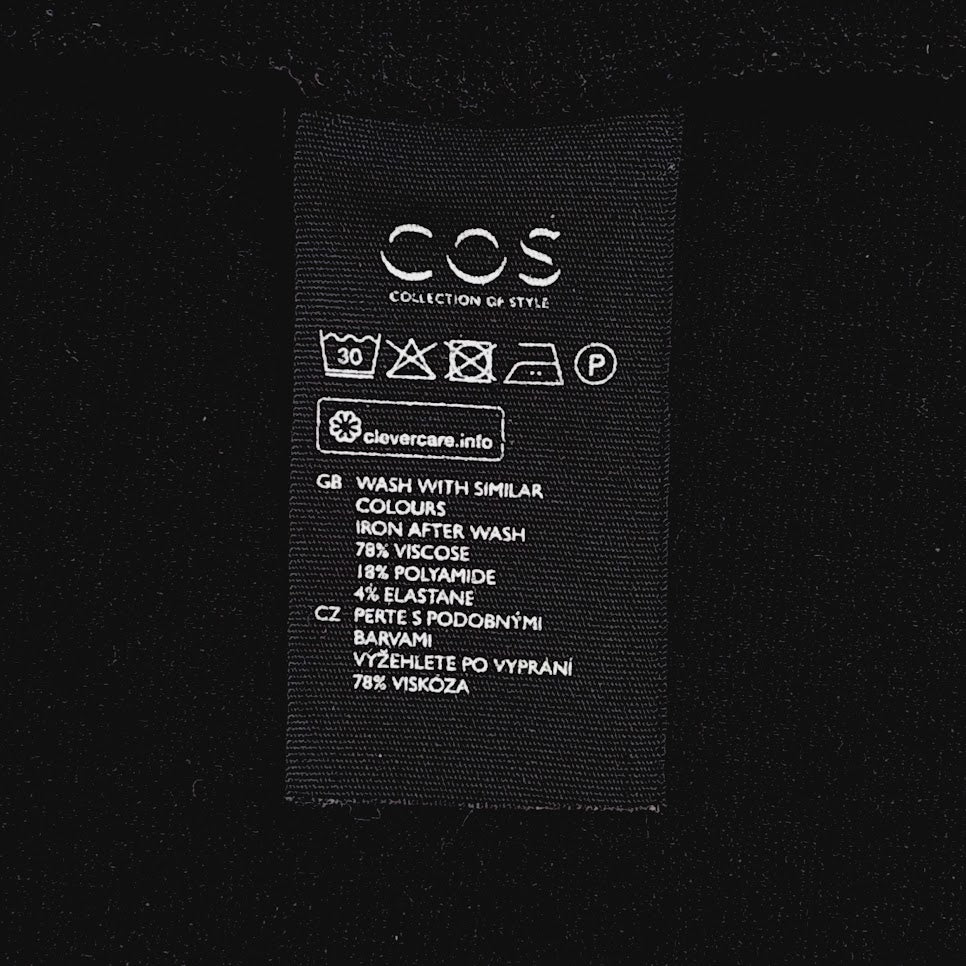 COS
COLLECTION OF STYLE
30
P
clevercare.info
GB WASH WITH SIMILAR
COLOURS
IRON AFTER WASH
78% VISCOSE
18% POLYAMIDE
4% ELASTANE
CZ PERTE S PODOBNÝMI
BARVAMI
VYŽEHLETE PO VYPRÁNÍ
78% VISKÓZA